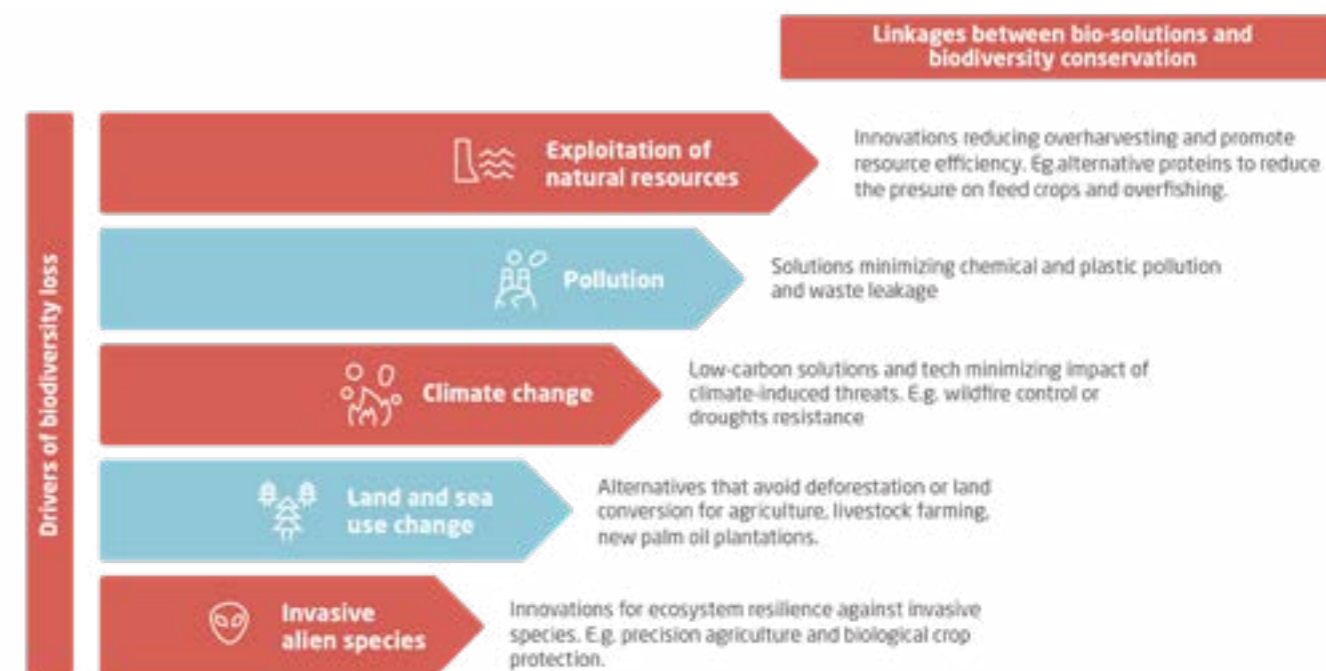 Linkages between bio-solutions and
biodiversity conservation
Drivers of biodiversity loss
Exploitation of
natural resources
Innovations reducing overharvesting and promote
resource efficiency. Eg.alternative proteins to reduce
the presure on feed crops and overfishing.
Pollution
Solutions minimizing chemical and plastic pollution
and waste leakage
Climate change
Low-carbon solutions and tech minimizing impact of
climate-induced threats. E.g. wildfire control or
droughts resistance
Land and sea
use change
Alternatives that avoid deforestation or land
conversion for agriculture, livestock farming,
new palm oil plantations.
Invasive
alien species
Innovations for ecosystem resilience against invasive
species. E.g. precision agriculture and biological crop
protection.